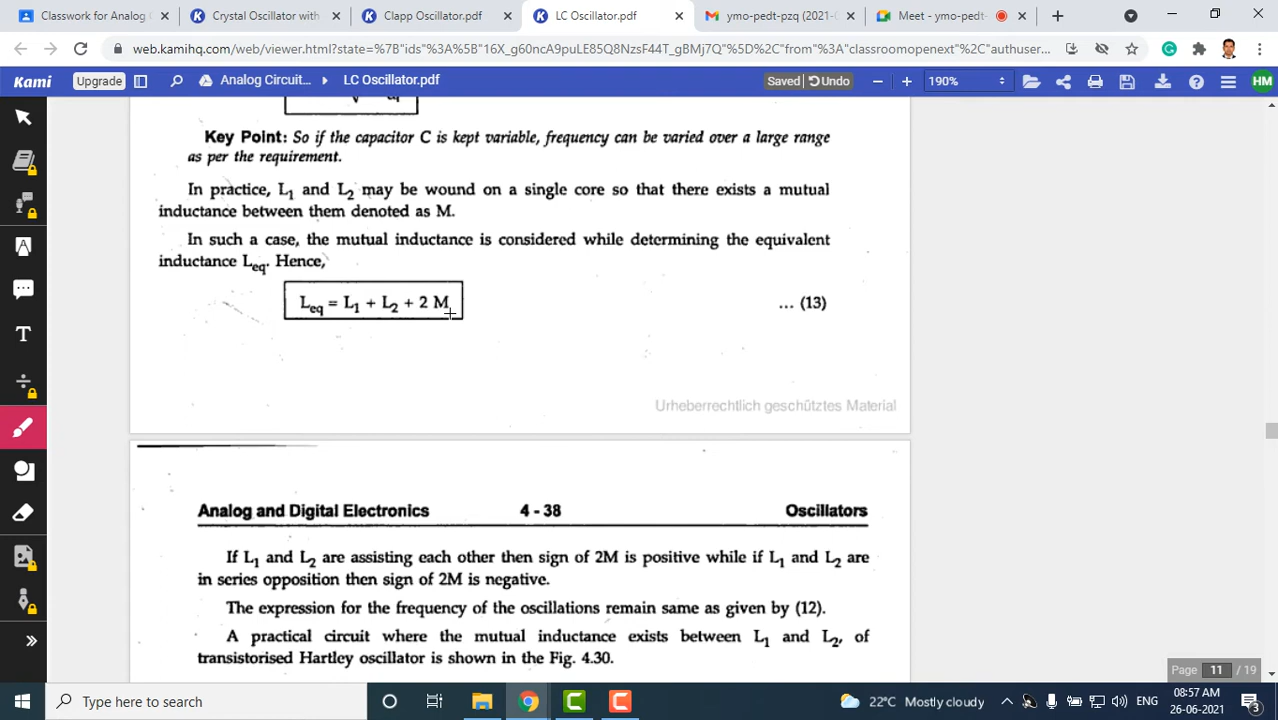 Classwork for Analog
Crystal Oscillator with
Clapp Oscillator.pdf
LC Oscillator.pdf
ymo-pedt-pzq (2021-0
Meet - ymo-pedt-
web.kamihq.com/web/viewer.html?state=%7B"ids"%3A%5B"16X_g60ncA9puLE85Q8NzsF44T_gBMj7Q"%5D%2C"from"%3A"classroomopenext"%2C"authuser...
Kami
Upgrade
Analog Circuit...
LC Oscillator.pdf
Saved Undo
190%
HM
eq
Key Point: So if the capacitor C is kept variable, frequency can be varied over a large range
as per the requirement.
In practice, L1 and L2 may be wound on a single core so that there exists a mutual
inductance between them denoted as M.
In such a case, the mutual inductance is considered while determining the equivalent
inductance Leq. Hence,
Leq = L1 + L2 + 2 M
... (13)
Urheberrechtlich geschütztes Material
Analog and Digital Electronics 4 - 38 Oscillators
If L1 and L2 are assisting each other then sign of 2M is positive while if L1 and L2 are
in series opposition then sign of 2M is negative.
The expression for the frequency of the oscillations remain same as given by (12).
A practical circuit where the mutual inductance exists between L1 and L2, of
transistorised Hartley oscillator is shown in the Fig. 4.30.
Page 11 / 19
Type here to search
22°C Mostly cloudy
ENG
08:57 AM
26-06-2021
3